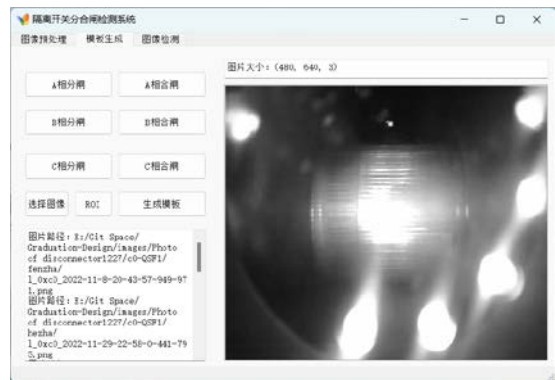 隔离开关分合闸检测系统
图像预处理 模板生成 图像检测
图片大小：(480, 640, 3)
A相分闸 A相合闸
B相分闸 B相合闸
C相分闸 C相合闸
选择图像 ROI 生成模板
图片路径：E:/Git Space/
Graduation-Design/images/Photo
of disconnector1227/c0-QSF1/
fenzha/
1_0xc0_2022-11-8-20-43-57-949-97
1.png
图片路径：E:/Git Space/
Graduation-Design/images/Photo
of disconnector1227/c0-QSF1/
hezha/
1_0xc0_2022-11-29-22-58-0-441-79
5.png